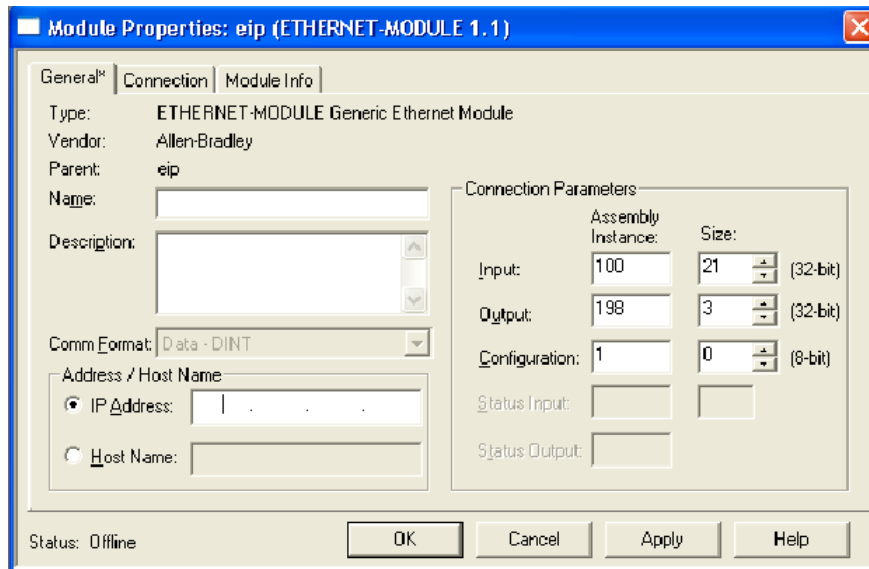 Module Properties: eip (ETHERNET-MODULE 1.1)
General* Connection Module Info
Type: ETHERNET-MODULE Generic Ethernet Module
Vendor: Allen-Bradley
Parent: eip
Name:
Description:
Comm Format: Data - DINT
Address / Host Name
IP Address: . . .
Host Name:
Connection Parameters
Assembly Instance: Size:
Input: 100 21 (32-bit)
Output: 198 3 (32-bit)
Configuration: 1 0 (8-bit)
Status Input:
Status Output:
Status: Offline OK Cancel Apply Help